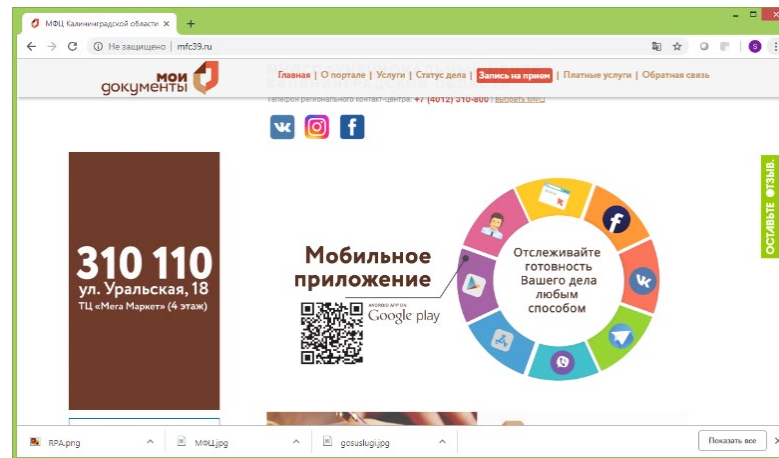 МФЦ Калининградской области
Не защищено | mfc39.ru
мои
документы
Главная | О портале | Услуги | Статус дела | Запись на прием | Платные услуги | Обратная связь
Телефон регионального контакт-центра: +7 (4012) 310-800 | Выбрать МФЦ
310 110
ул. Уральская, 18
ТЦ «Мега Маркет» (4 этаж)
Мобильное
приложение
ANDROID APP ON
Google play
Отслеживайте
готовность
Вашего дела
любым
способом
ОСТАВЬТЕ ОТЗЫВ.
RPA.png
МФЦ.jpg
gosuslugi.jpg
Показать все